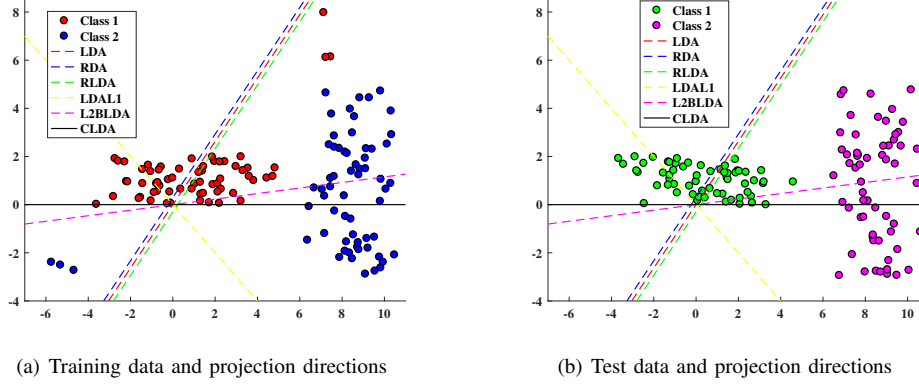 8
6
4
2
0
-2
-4
-6 -4 -2 0 2 4 6 8 10
Class 1
Class 2
LDA
RDA
RLDA
LDAL1
L2BLDA
CLDA
(a) Training data and projection directions
8
6
4
2
0
-2
-4
-6 -4 -2 0 2 4 6 8 10
Class 1
Class 2
LDA
RDA
RLDA
LDAL1
L2BLDA
CLDA
(b) Test data and projection directions